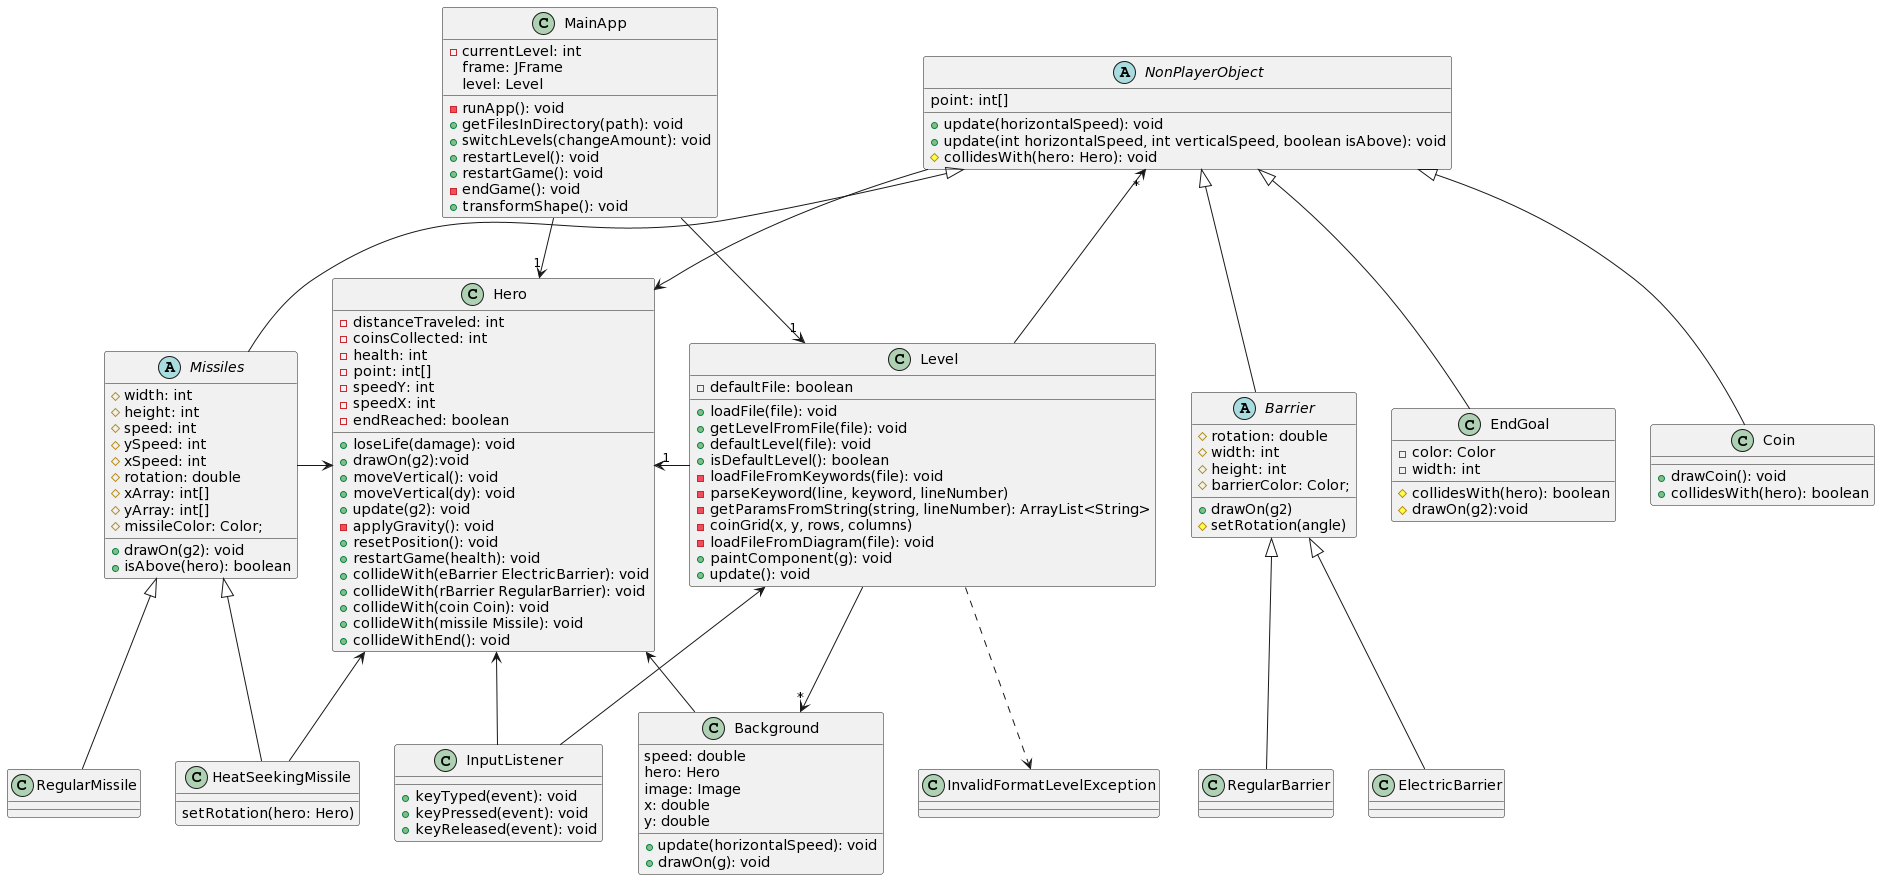 C MainApp
currentLevel: int
frame: JFrame
level: Level
runApp(): void
getFilesInDirectory(path): void
switchLevels(changeAmount): void
restartLevel(): void
restartGame(): void
endGame(): void
transformShape(): void
A NonPlayerObject
point: int[]
update(horizontalSpeed): void
update(int horizontalSpeed, int verticalSpeed, boolean isAbove): void
collidesWith(hero: Hero): void
*
1
1
C Hero
distanceTraveled: int
coinsCollected: int
health: int
point: int[]
speedY: int
speedX: int
endReached: boolean
loseLife(damage): void
drawOn(g2):void
moveVertical(): void
moveVertical(dy): void
update(g2): void
applyGravity(): void
resetPosition(): void
restartGame(health): void
collideWith(eBarrier ElectricBarrier): void
collideWith(rBarrier RegularBarrier): void
collideWith(coin Coin): void
collideWith(missile Missile): void
collideWithEnd(): void
A Missiles
width: int
height: int
speed: int
ySpeed: int
xSpeed: int
rotation: double
xArray: int[]
yArray: int[]
missileColor: Color;
drawOn(g2): void
isAbove(hero): boolean
1
C Level
defaultFile: boolean
loadFile(file): void
getLevelFromFile(file): void
defaultLevel(file): void
isDefaultLevel(): boolean
loadFileFromKeywords(file): void
parseKeyword(line, keyword, lineNumber)
getParamsFromString(string, lineNumber): ArrayList<String>
coinGrid(x, y, rows, columns)
loadFileFromDiagram(file): void
paintComponent(g): void
update(): void
A Barrier
rotation: double
width: int
height: int
barrierColor: Color;
drawOn(g2)
setRotation(angle)
C EndGoal
color: Color
width: int
collidesWith(hero): boolean
drawOn(g2):void
C Coin
drawCoin(): void
collidesWith(hero): boolean
*
C RegularMissile
C HeatSeekingMissile
setRotation(hero: Hero)
C InputListener
keyTyped(event): void
keyPressed(event): void
keyReleased(event): void
C Background
speed: double
hero: Hero
image: Image
x: double
y: double
update(horizontalSpeed): void
drawOn(g): void
C InvalidFormatLevelException
C RegularBarrier
C ElectricBarrier